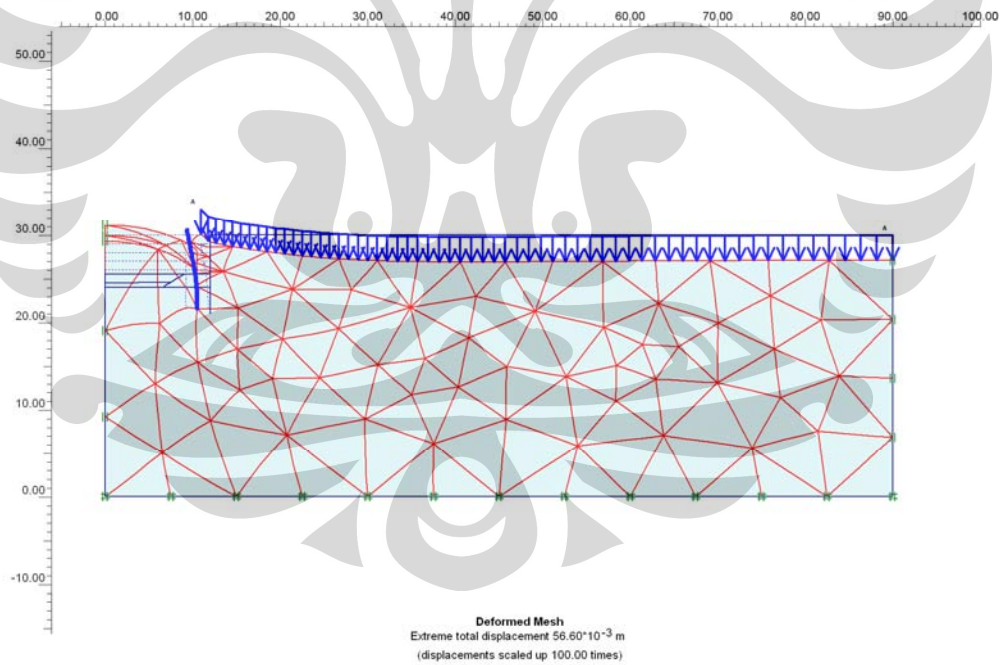 0.00 10.00 20.00 30.00 40.00 50.00 60.00 70.00 80.00 90.00 100.00
50.00
40.00
A
30.00
A
20.00
10.00
0.00
-10.00
Deformed Mesh
Extreme total displacement 56.60*10⁻³ m
(displacements scaled up 100.00 times)